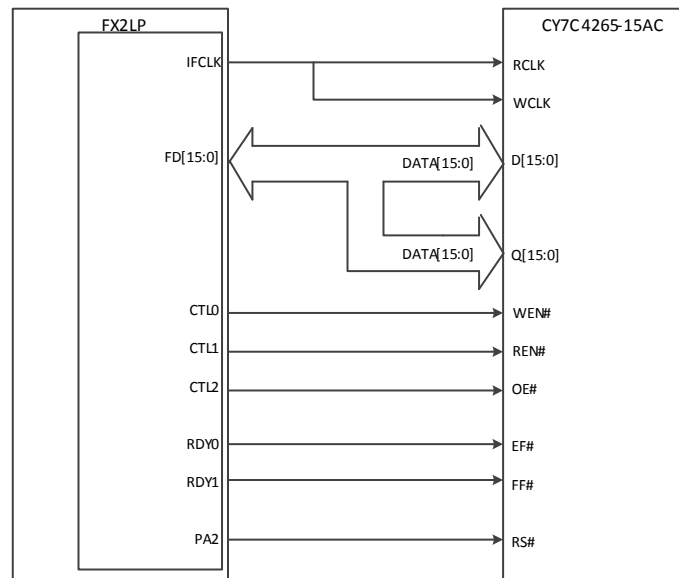 FX2LP
CY7C4265-15AC
IFCLK
RCLK
WCLK
FD[15:0]
DATA[15:0]
D[15:0]
DATA[15:0]
Q[15:0]
CTL0
WEN#
CTL1
REN#
CTL2
OE#
RDY0
EF#
RDY1
FF#
PA2
RS#